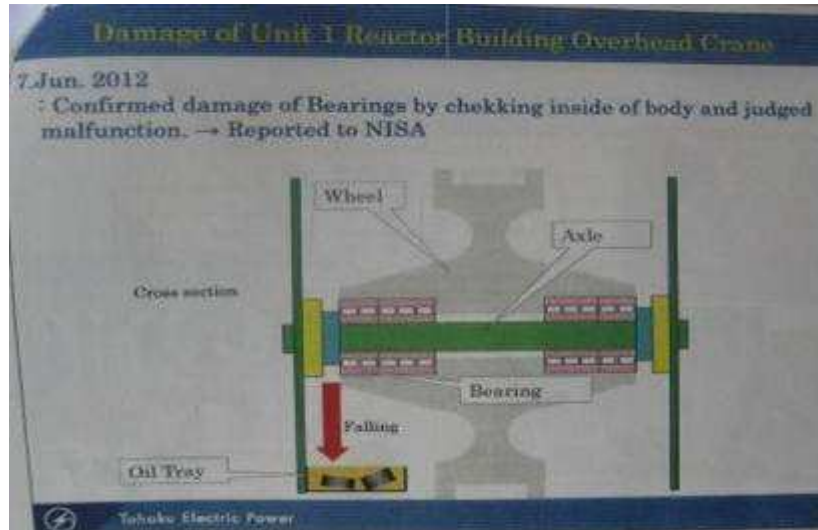 Damage of Unit 1 Reactor Building Overhead Crane
7.Jun. 2012
: Confirmed damage of Bearings by chekking inside of body and judged
malfunction. → Reported to NISA
Wheel
Axle
Cross section
Bearing
Falling
Oil Tray
Tohoku Electric Power